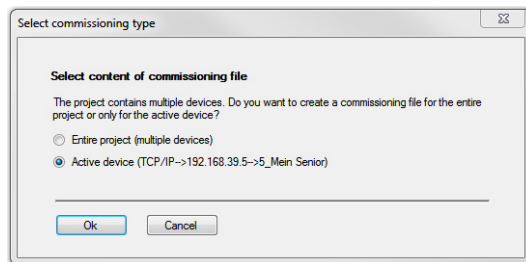 Select commissioning type
Select content of commissioning file
The project contains multiple devices. Do you want to create a commissioning file for the entire
project or only for the active device?
Entire project (multiple devices)
Active device (TCP/IP-->192.168.39.5-->5_Mein Senior)
Ok Cancel